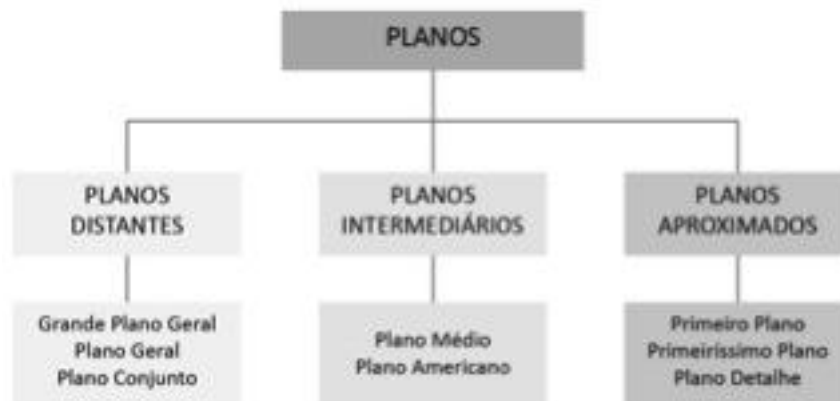 PLANOS
PLANOS
DISTANTES
PLANOS
INTERMEDIÁRIOS
PLANOS
APROXIMADOS
Grande Plano Geral
Plano Geral
Plano Conjunto
Plano Médio
Plano Americano
Primeiro Plano
Primeiríssimo Plano
Plano Detalhe